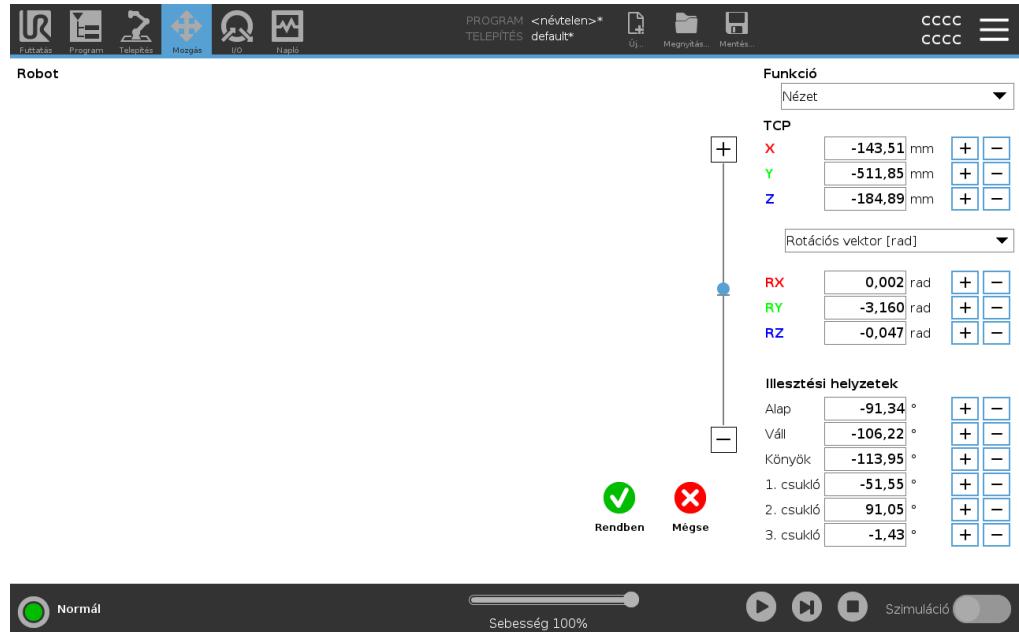 PROGRAM <névtelen>*
TELEPÍTÉS default*
CCCC
CCCC
Futtatás Program Telepítés Mozgás I/O Napló Új... Megnyitás... Mentés...
Robot
Funkció
Nézet
TCP
X -143,51 mm + −
Y -511,85 mm + −
Z -184,89 mm + −
Rotációs vektor [rad]
RX 0,002 rad + −
RY -3,160 rad + −
RZ -0,047 rad + −
Illesztési helyzetek
Alap -91,34 ° + −
Váll -106,22 ° + −
Könyök -113,95 ° + −
1. csukló -51,55 ° + −
2. csukló 91,05 ° + −
3. csukló -1,43 ° + −
Rendben Mégse
Normál
Sebesség 100%
Szimuláció